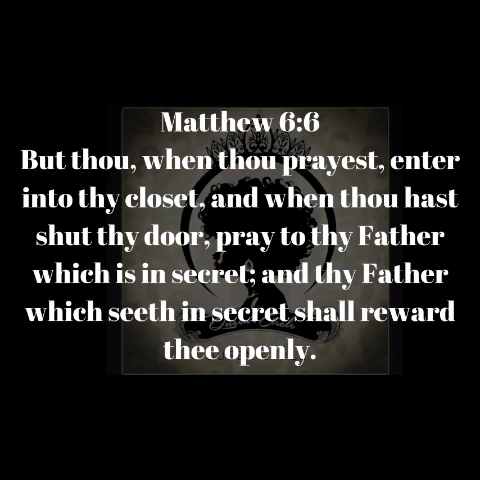 Matthew 6:6
But thou, when thou prayest, enter
into thy closet, and when thou hast
shut thy door, pray to thy Father
which is in secret; and thy Father
which seeth in secret shall reward
thee openly.